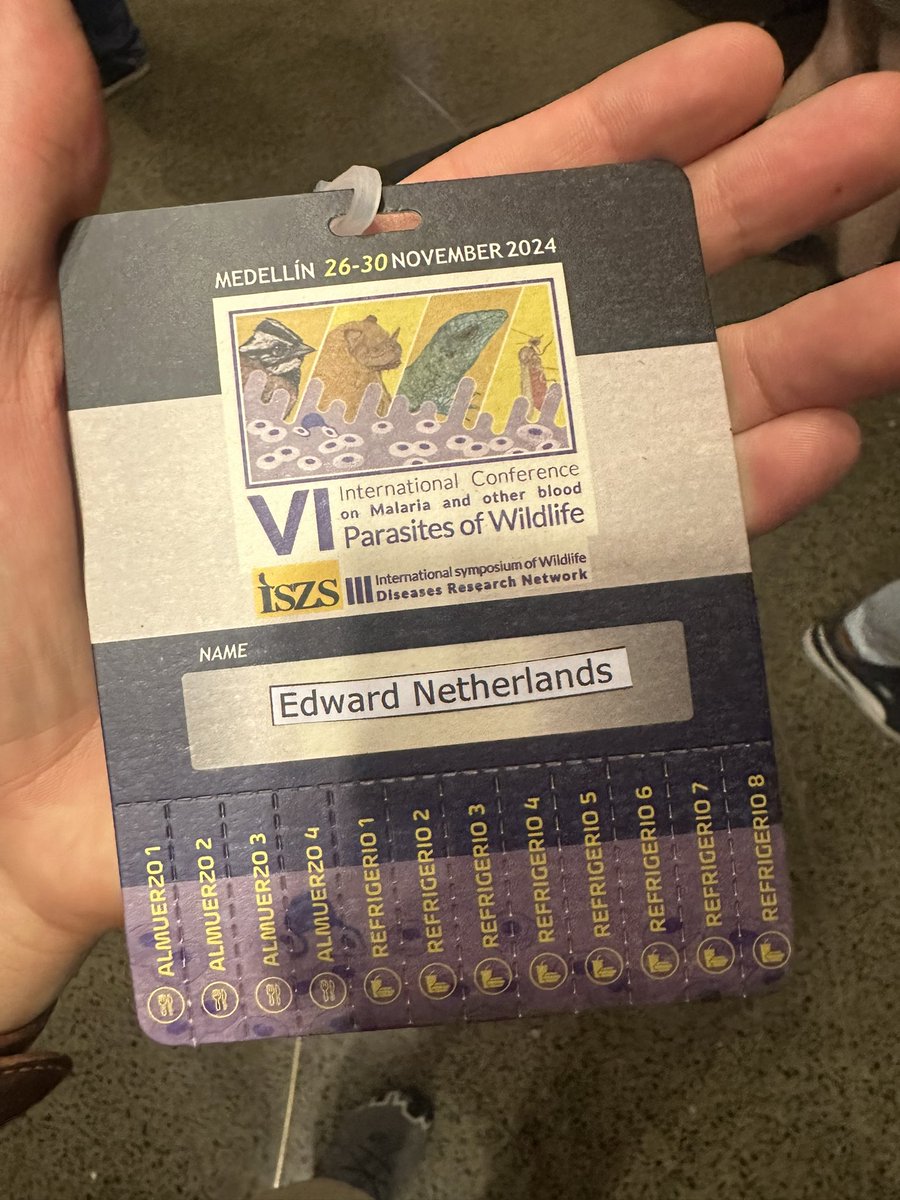 MEDELLÍN 26-30 NOVEMBER 2024
VI International Conference
on Malaria and other blood
Parasites of Wildlife
ISZS III International symposium of Wildlife
Diseases Research Network
NAME
Edward Netherlands
ALMUERZO 1
ALMUERZO 2
ALMUERZO 3
ALMUERZO 4
REFRIGERIO 1
REFRIGERIO 2
REFRIGERIO 3
REFRIGERIO 4
REFRIGERIO 5
REFRIGERIO 6
REFRIGERIO 7
REFRIGERIO 8